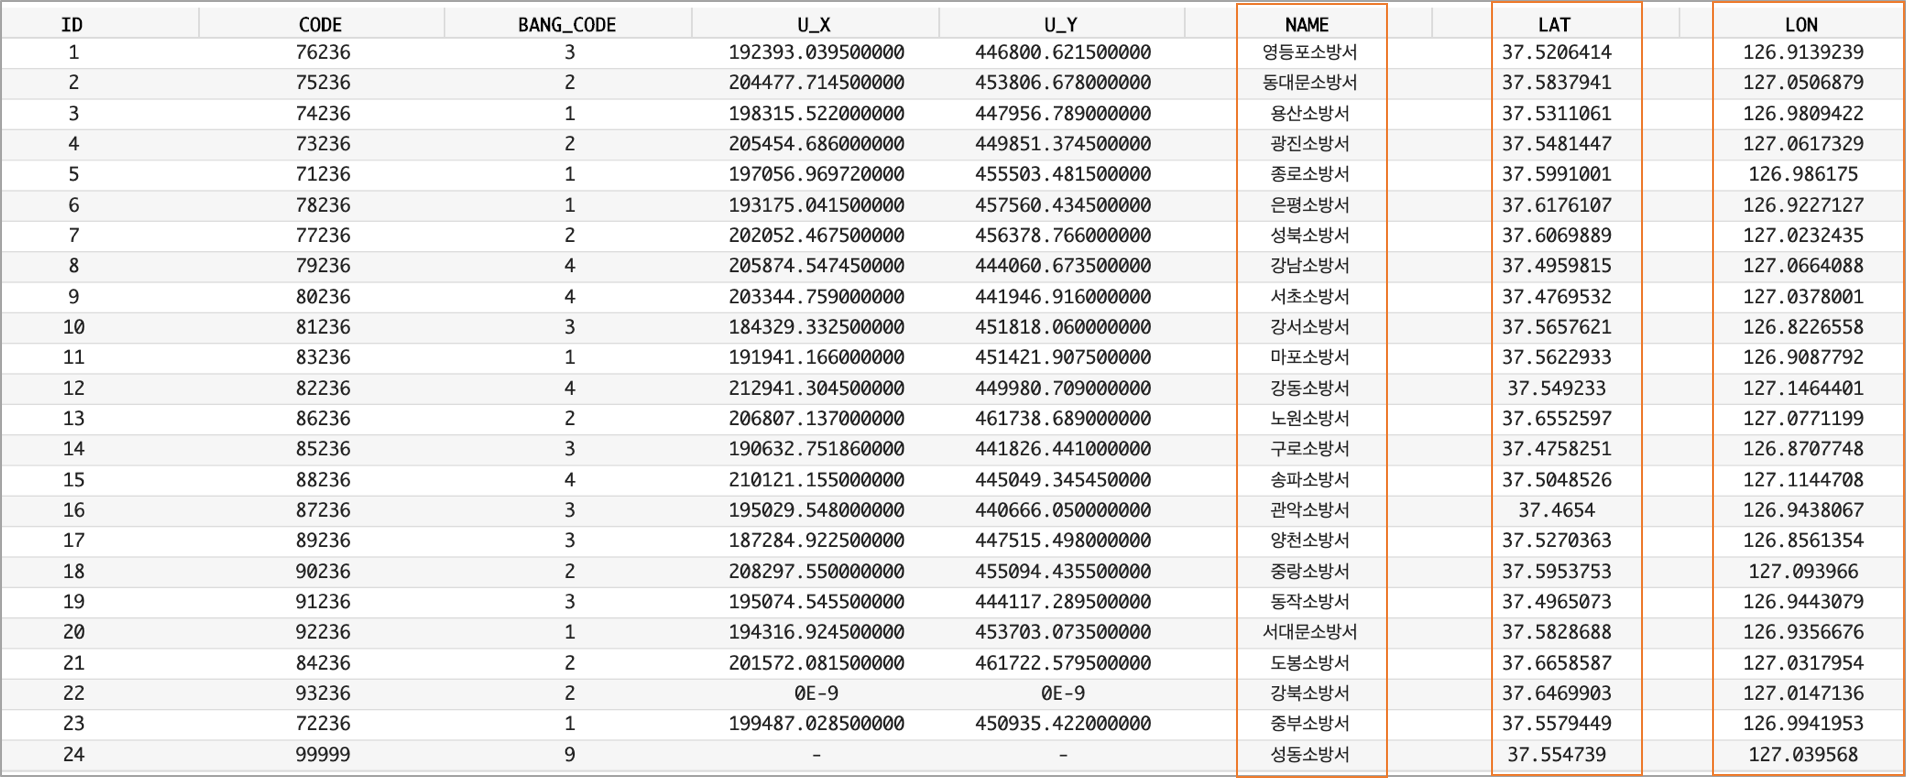 ID CODE BANG_CODE U_X U_Y NAME LAT LON
1 76236 3 192393.039500000 446800.621500000 영등포소방서 37.5206414 126.9139239
2 75236 2 204477.714500000 453806.678000000 동대문소방서 37.5837941 127.0506879
3 74236 1 198315.522000000 447956.789000000 용산소방서 37.5311061 126.9809422
4 73236 2 205454.686000000 449851.374500000 광진소방서 37.5481447 127.0617329
5 71236 1 197056.969720000 455503.481500000 종로소방서 37.5991001 126.986175
6 78236 1 193175.041500000 457560.434500000 은평소방서 37.6176107 126.9227127
7 77236 2 202052.467500000 456378.766000000 성북소방서 37.6069889 127.0232435
8 79236 4 205874.547450000 444060.673500000 강남소방서 37.4959815 127.0664088
9 80236 4 203344.759000000 441946.916000000 서초소방서 37.4769532 127.0378001
10 81236 3 184329.332500000 451818.060000000 강서소방서 37.5657621 126.8226558
11 83236 1 191941.166000000 451421.907500000 마포소방서 37.5622933 126.9087792
12 82236 4 212941.304500000 449980.709000000 강동소방서 37.549233 127.1464401
13 86236 2 206807.137000000 461738.689000000 노원소방서 37.6552597 127.0771199
14 85236 3 190632.751860000 441826.441000000 구로소방서 37.4758251 126.8707748
15 88236 4 210121.155000000 445049.345450000 송파소방서 37.5048526 127.1144708
16 87236 3 195029.548000000 440666.050000000 관악소방서 37.4654 126.9438067
17 89236 3 187284.922500000 447515.498000000 양천소방서 37.5270363 126.8561354
18 90236 2 208297.550000000 455094.435500000 중랑소방서 37.5953753 127.093966
19 91236 3 195074.545500000 444117.289500000 동작소방서 37.4965073 126.9443079
20 92236 1 194316.924500000 453703.073500000 서대문소방서 37.5828688 126.9356676
21 84236 2 201572.081500000 461722.579500000 도봉소방서 37.6658587 127.0317954
22 93236 2 0E-9 0E-9 강북소방서 37.6469903 127.0147136
23 72236 1 199487.028500000 450935.422000000 중부소방서 37.5579449 126.9941953
24 99999 9 - - 성동소방서 37.554739 127.039568